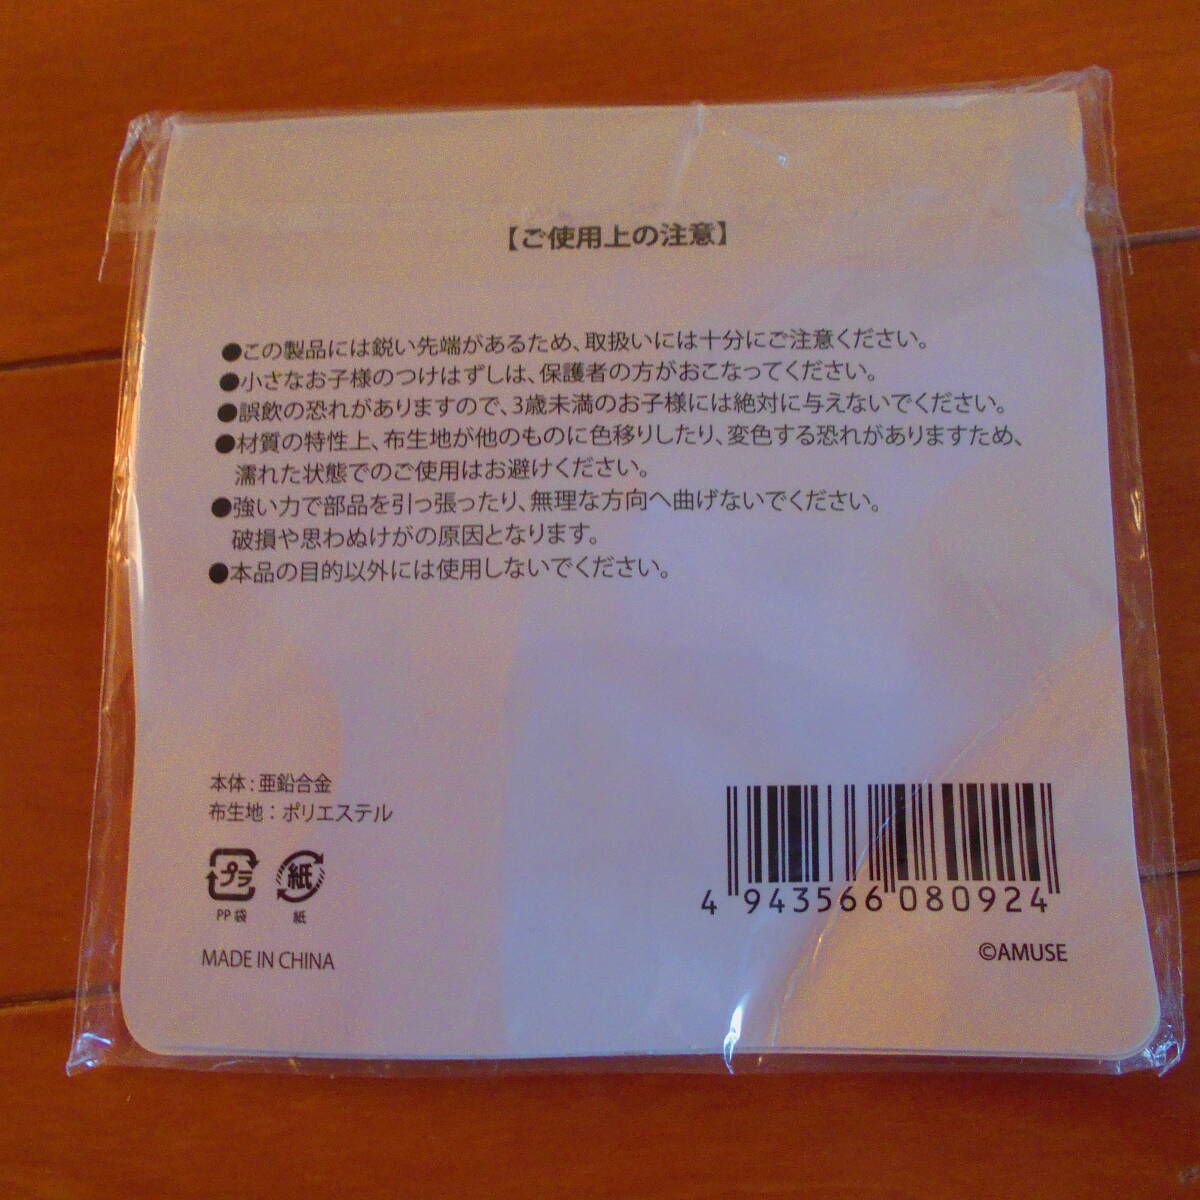 【ご使用上の注意】
●この製品には鋭い先端があるため、取扱いには十分にご注意ください。
●小さなお子様のつけはずしは、保護者の方がおこなってください。
●誤飲の恐れがありますので、3歳未満のお子様には絶対に与えないでください。
●材質の特性上、布生地が他のものに色移りしたり、変色する恐れがありますため、
濡れた状態でのご使用はお避けください。
●強い力で部品を引っ張ったり、無理な方向へ曲げないでください。
破損や思わぬけがの原因となります。
●本品の目的以外には使用しないでください。
本体：亜鉛合金
布生地：ポリエステル
プラ 紙
PP袋 紙
MADE IN CHINA
4 943566 080924
©AMUSE